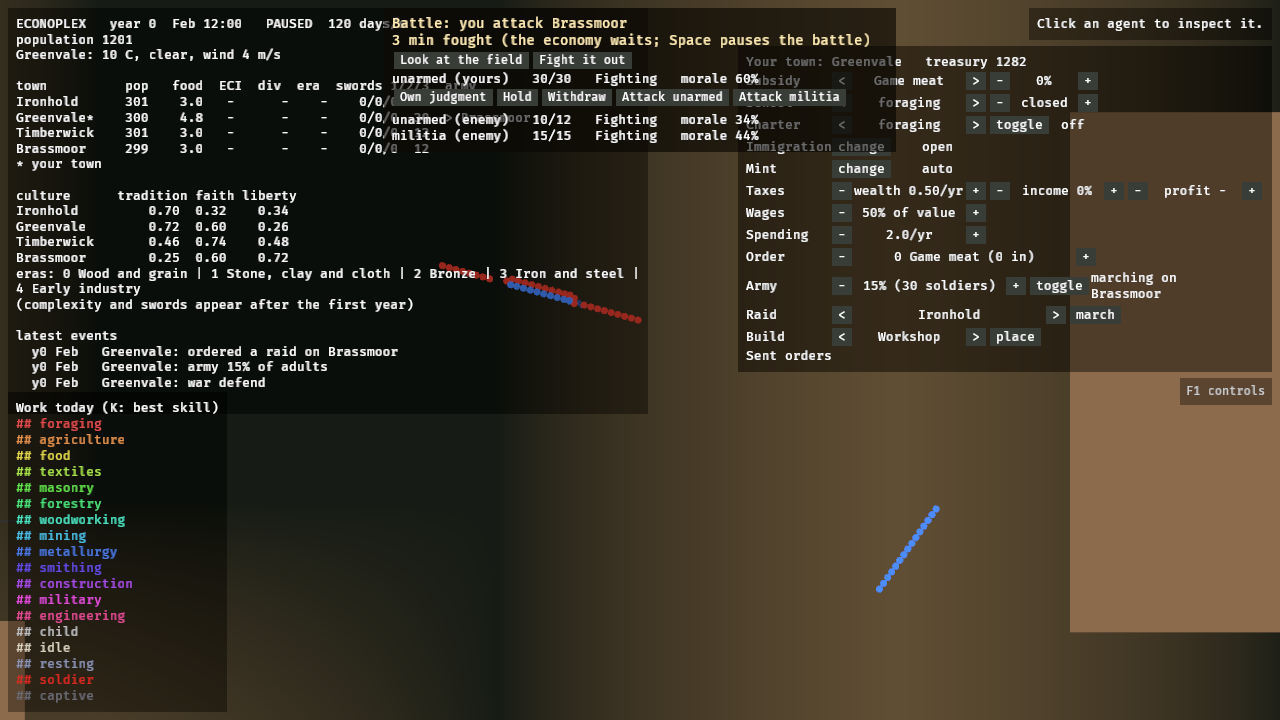 ECONOPLEX   year 0  Feb 12:00   PAUSED  120 days
population 1201
Greenvale: 10 C, clear, wind 4 m/s
town          pop   food  ECI  div  era  swords
Ironhold      301    3.0   -      -    -    0/0/
Greenvale*    300    4.8   -      -    -    0/0/
Timberwick    301    3.0   -      -    -    0/0/
Brassmoor     299    3.0   -      -    -    0/0/0  12
* your town
culture      tradition faith liberty
Ironhold         0.70  0.32    0.34
Greenvale        0.72  0.60    0.26
Timberwick       0.46  0.74    0.48
Brassmoor        0.25  0.60    0.72
eras: 0 Wood and grain | 1 Stone, clay and cloth | 2 Bronze | 3 Iron and steel |
4 Early industry
(complexity and swords appear after the first year)
latest events
y0 Feb   Greenvale: ordered a raid on Brassmoor
y0 Feb   Greenvale: army 15% of adults
y0 Feb   Greenvale: war defend
Work today (K: best skill)
## foraging
## agriculture
## food
## textiles
## masonry
## forestry
## woodworking
## mining
## metallurgy
## smithing
## construction
## military
## engineering
## child
## idle
## resting
## soldier
## captive
Battle: you attack Brassmoor
3 min fought (the economy waits; Space pauses the battle)
Look at the field  Fight it out
unarmed (yours)   30/30   Fighting   morale 60%
Own judgment  Hold  Withdraw  Attack unarmed  Attack militia
unarmed (enemy)   10/12   Fighting   morale 34%
militia (enemy)   15/15   Fighting   morale 44%
Click an agent to inspect it.
Your town: Greenvale   treasury 1282
Subsidy  <  Game meat  >  -  0%  +
foraging  >  -  closed  +
Charter  <  foraging  >  toggle  off
Immigration  change  open
Mint  change  auto
Taxes  -  wealth 0.50/yr  +  -  income 0%  +  -  profit -  +
Wages  -  50% of value  +
Spending  -  2.0/yr  +
Order  -  0 Game meat (0 in)  +
Army  -  15% (30 soldiers)  +  toggle  marching on
Brassmoor
Raid  <  Ironhold  >  march
Build  <  Workshop  >  place
Sent orders
F1 controls